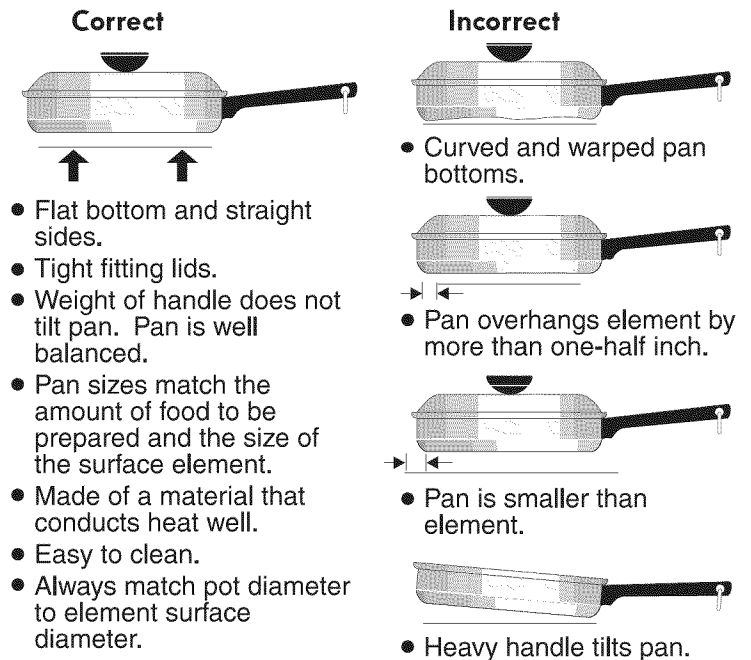 Correct
● Flat bottom and straight
sides.
● Tight fitting lids.
● Weight of handle does not
tilt pan.  Pan is well
balanced.
● Pan sizes match the
amount of food to be
prepared and the size of
the surface element.
● Made of a material that
conducts heat well.
● Easy to clean.
● Always match pot diameter
to element surface
diameter.
Incorrect
● Curved and warped pan
bottoms.
● Pan overhangs element by
more than one-half inch.
● Pan is smaller than
element.
● Heavy handle tilts pan.